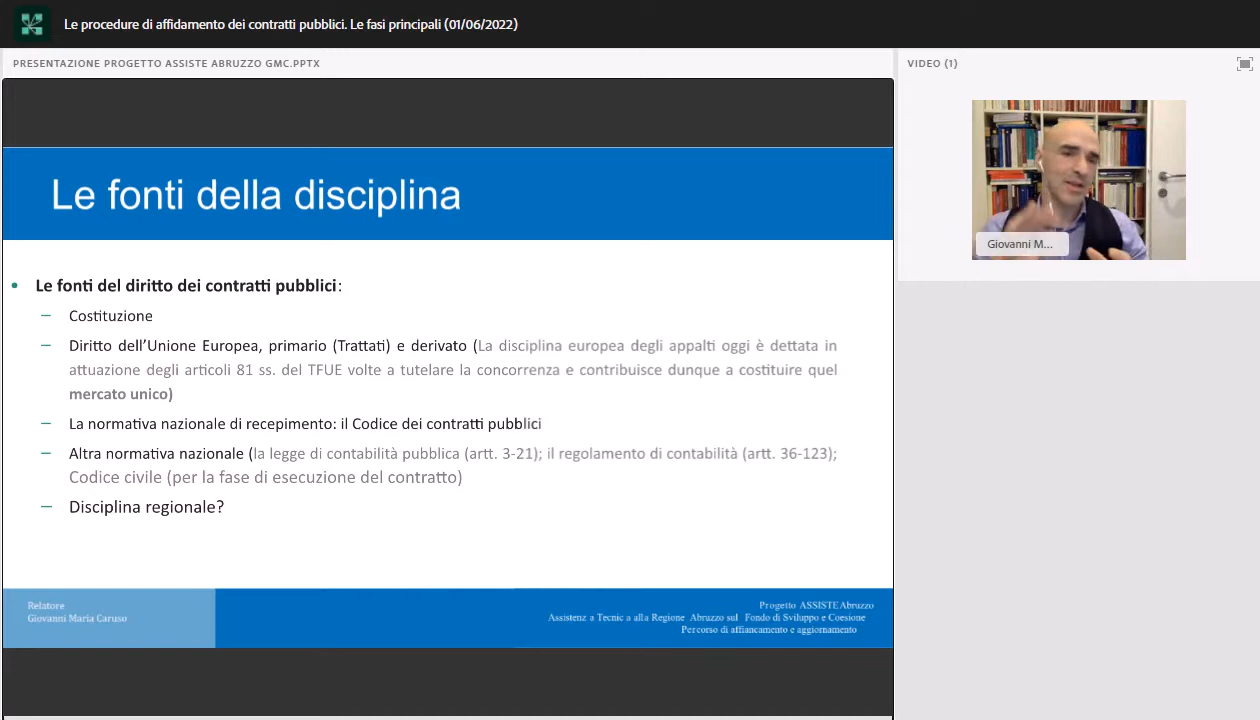 Le procedure di affidamento dei contratti pubblici. Le fasi principali (01/06/2022)
PRESENTAZIONE PROGETTO ASSISTE ABRUZZO GMC.PPTX
VIDEO (1)
Giovanni M...
Le fonti della disciplina
• Le fonti del diritto dei contratti pubblici:
– Costituzione
– Diritto dell’Unione Europea, primario (Trattati) e derivato (La disciplina europea degli appalti oggi è dettata in
attuazione degli articoli 81 ss. del TFUE volte a tutelare la concorrenza e contribuisce dunque a costituire quel
mercato unico)
– La normativa nazionale di recepimento: il Codice dei contratti pubblici
– Altra normativa nazionale (la legge di contabilità pubblica (artt. 3-21); il regolamento di contabilità (artt. 36-123);
Codice civile (per la fase di esecuzione del contratto)
– Disciplina regionale?
Relatore
Giovanni Maria Caruso
Progetto ASSISTE Abruzzo
Assistenz a Tecnic a alla Regione Abruzzo sul Fondo di Sviluppo e Coesione
Percorso di affiancamento e aggiornamento